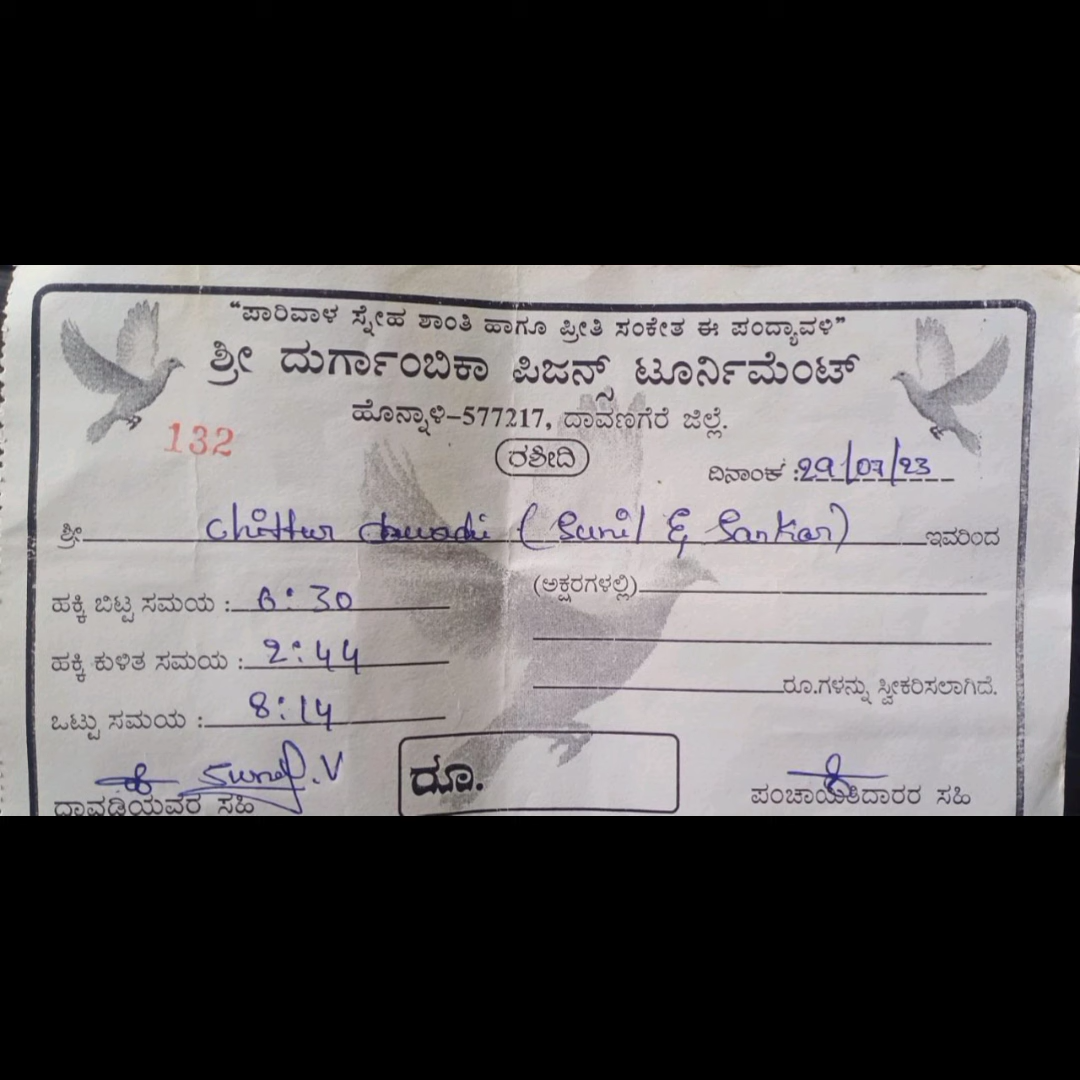 “ಪಾರಿವಾಳ ಸ್ನೇಹ ಶಾಂತಿ ಹಾಗೂ ಪ್ರೀತಿ ಸಂಕೇತ ಈ ಪಂದ್ಯಾವಳಿ”
ಶ್ರೀ ದುರ್ಗಾಂಬಿಕಾ ಪಿಜನ್ಸ್ ಟೂರ್ನಿಮೆಂಟ್
ಹೊನ್ನಾಳಿ-577217, ದಾವಣಗೆರೆ ಜಿಲ್ಲೆ.
132
ರಶೀದಿ
ದಿನಾಂಕ :29/07/23
ಶ್ರೀ Chittur (Sunil & Sankar) ಇವರಿಂದ
ಹಕ್ಕಿ ಬಿಟ್ಟ ಸಮಯ : 6:30
(ಅಕ್ಷರಗಳಲ್ಲಿ)
ಹಕ್ಕಿ ಕುಳಿತ ಸಮಯ : 2:44
ರೂ.ಗಳನ್ನು ಸ್ವೀಕರಿಸಲಾಗಿದೆ.
ಒಟ್ಟು ಸಮಯ : 8:14
Sunil.V
ರೂ.
ದಾವಡಿಯವರ ಸಹಿ
ಪಂಚಾಯಿತಿದಾರರ ಸಹಿ